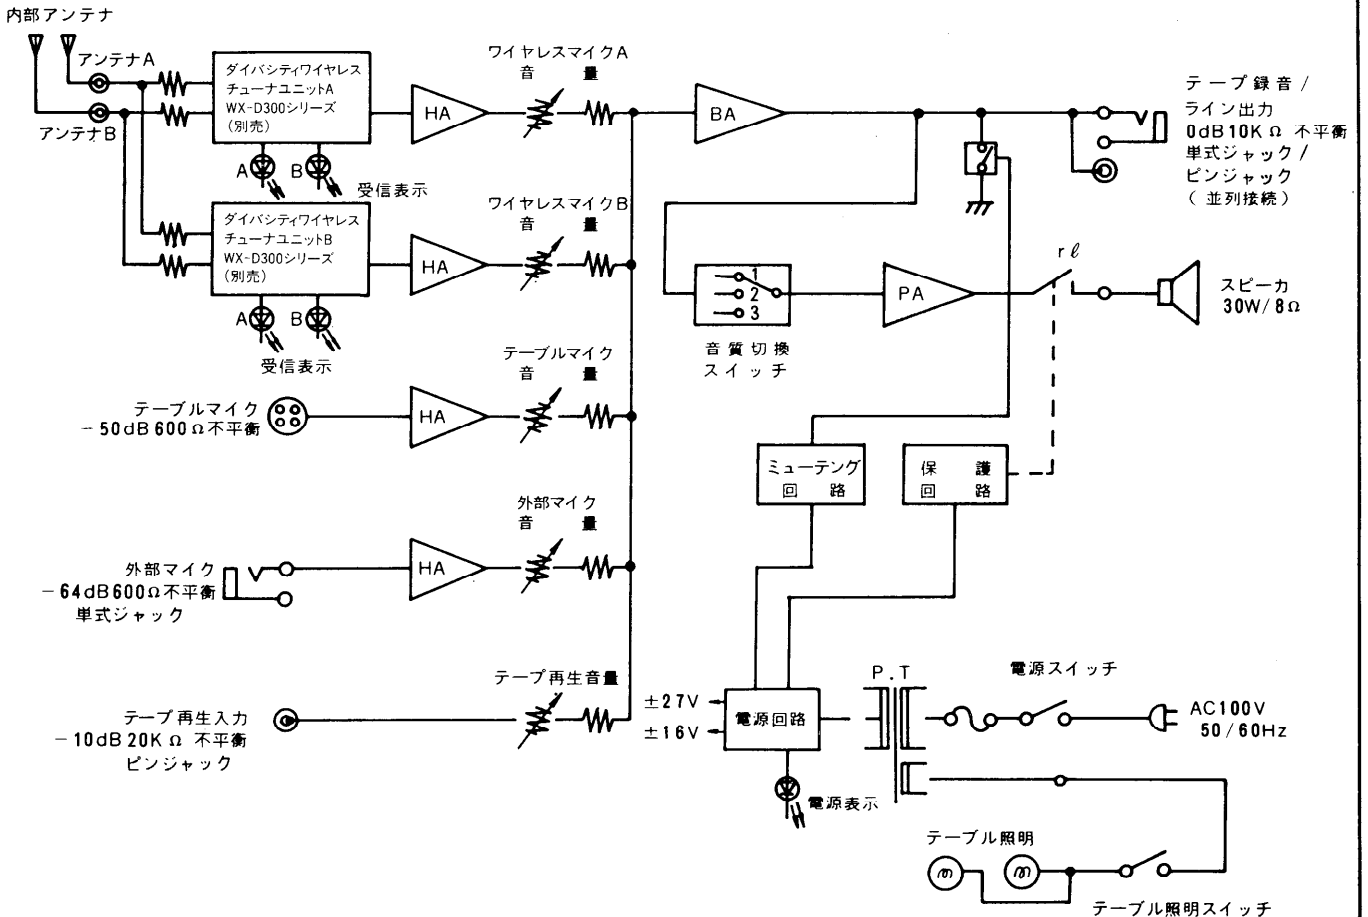 内部アンテナ
アンテナA
アンテナB
ダイバシティワイヤレス
チューナユニットA
WX-D300シリーズ
(別売)
A
B
受信表示
HA
ワイヤレスマイクA
音 量
BA
テープ録音/
ライン出力
0dB 10KΩ 不平衡
単式ジャック/
ピンジャック
(並列接続)
ダイバシティワイヤレス
チューナユニットB
WX-D300シリーズ
(別売)
A
B
受信表示
HA
ワイヤレスマイクB
音 量
1
2
3
音質切換
スイッチ
PA
rℓ
スピーカ
30W/8Ω
テーブルマイク
-50dB 600Ω不平衡
HA
テーブルマイク
音 量
ミューテング
回 路
保 護
回 路
外部マイク
-64dB 600Ω不平衡
単式ジャック
HA
外部マイク
音 量
テープ再生入力
-10dB 20KΩ 不平衡
ピンジャック
テープ再生音量
±27V
±16V
電源回路
電源表示
P.T
電源スイッチ
AC100V
50/60Hz
テーブル照明
テーブル照明スイッチ